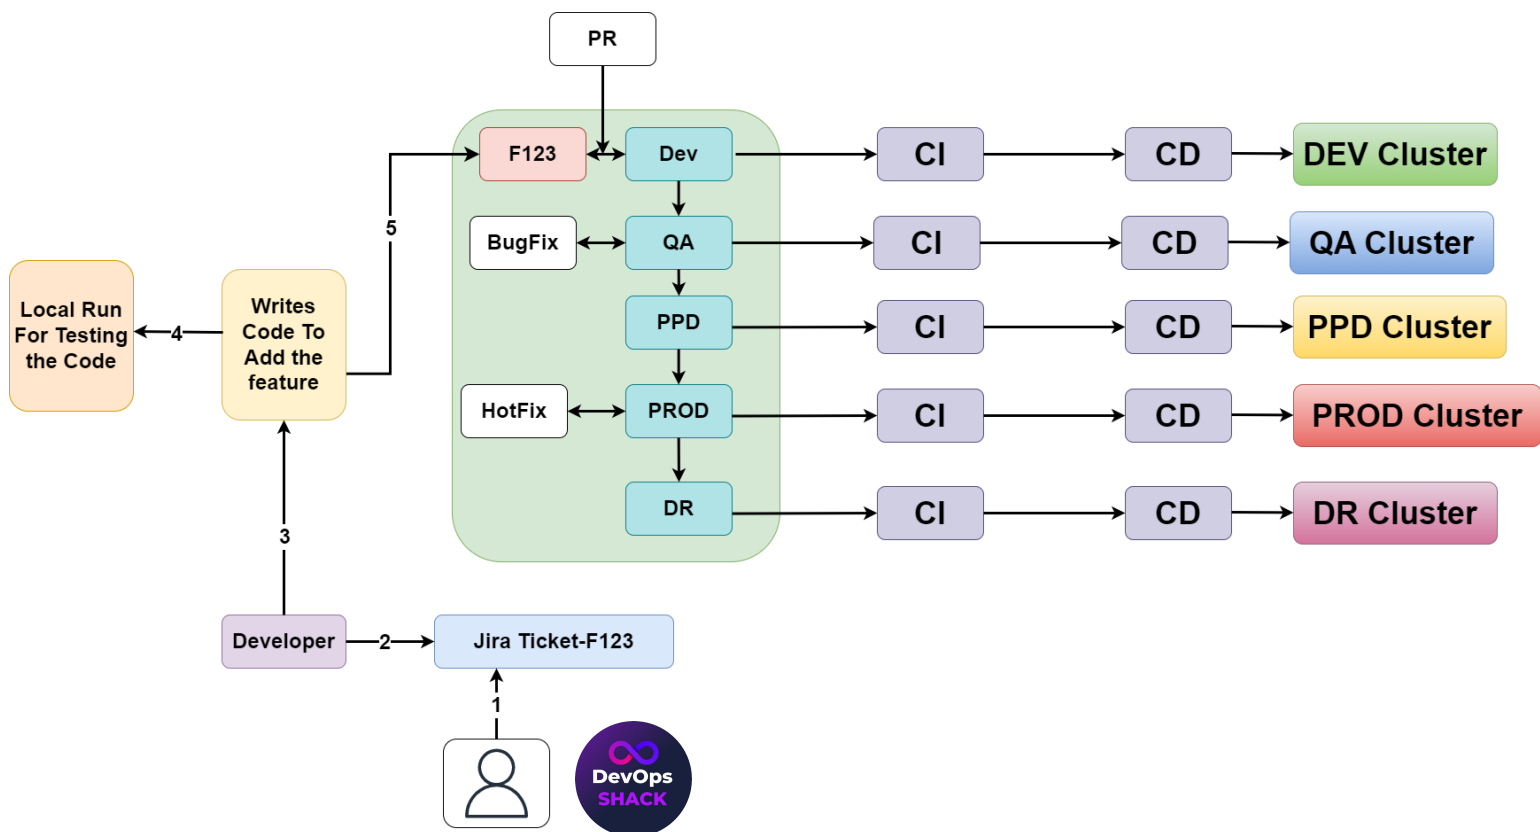 PR
F123
Dev
CI
CD
DEV Cluster
5
BugFix
QA
CI
CD
QA Cluster
Local Run
For Testing
the Code
4
Writes
Code To
Add the
feature
PPD
CI
CD
PPD Cluster
HotFix
PROD
CI
CD
PROD Cluster
DR
CI
CD
DR Cluster
3
Developer
2
Jira Ticket-F123
1
DevOps
SHACK